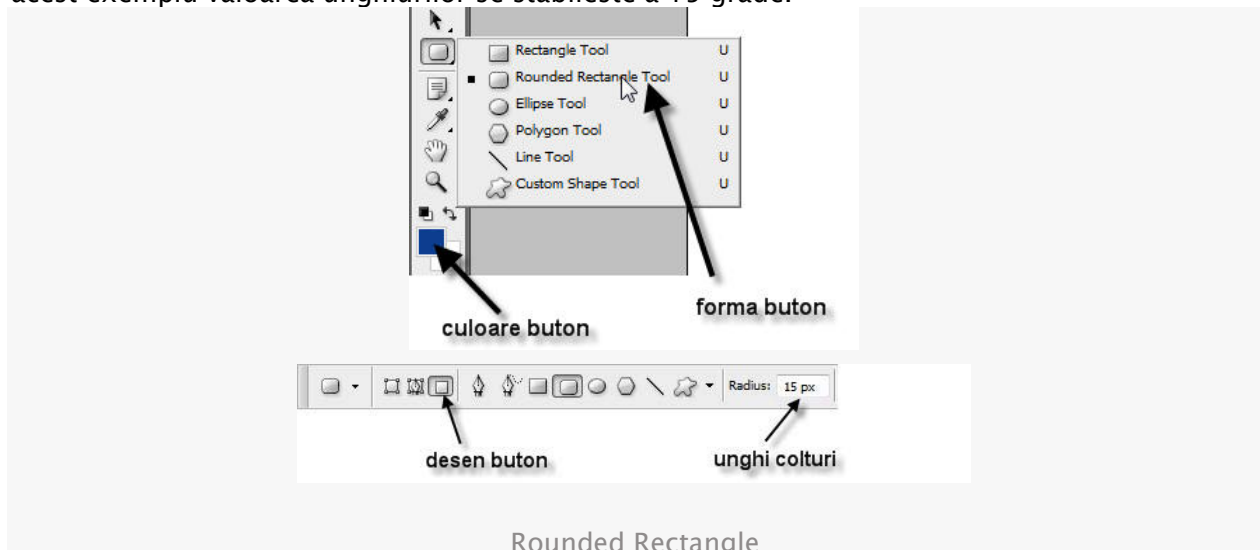 acest exemplu valoarea unghiurilor se stabileste a 15 grade.
Rectangle Tool U
Rounded Rectangle Tool U
Ellipse Tool U
Polygon Tool U
Line Tool U
Custom Shape Tool U
forma buton
culoare buton
Radius: 15 px
desen buton
unghi colturi
Rounded Rectangle